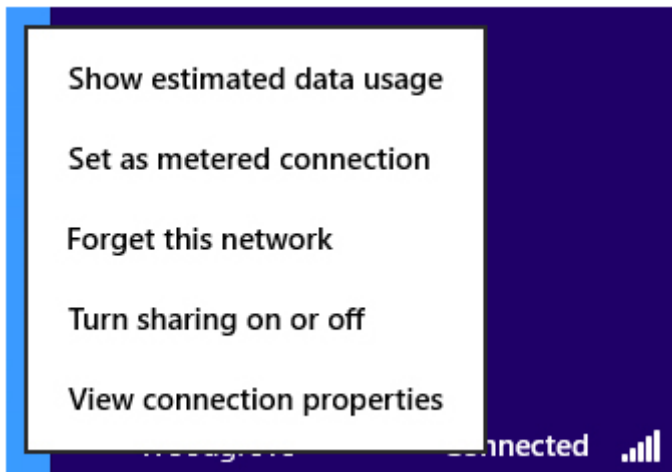 Show estimated data usage
Set as metered connection
Forget this network
Turn sharing on or off
View connection properties